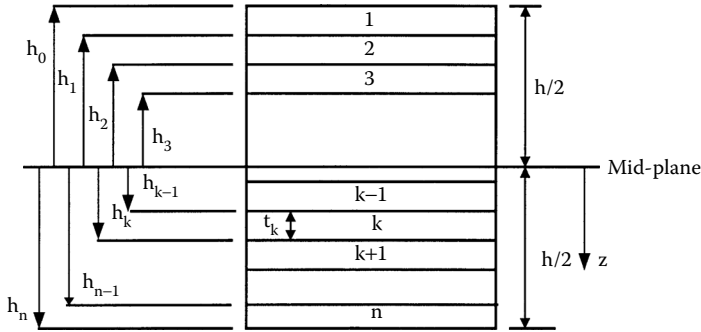 1
h₀
2
h₁
3
h₂
h/2
h₃
Mid-plane
hₖ₋₁
k–1
hₖ
tₖ
k
k+1
h/2
z
hₙ₋₁
hₙ
n